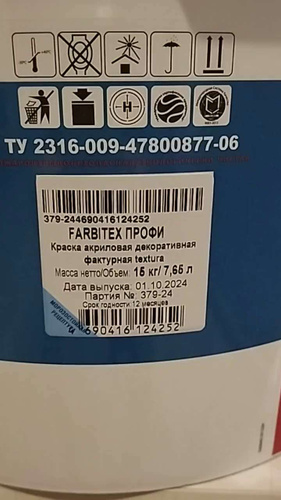 ТУ 2316-009-47800877-06
379-244690416124252
FARBITEX ПРОФИ
Краска акриловая декоративная
фактурная textura
Масса нетто/Объем: 15 кг/ 7,65 л
Дата выпуска: 01.10.2024
Партия №: 379-24
Срок годности: 12 месяцев
690416 124252